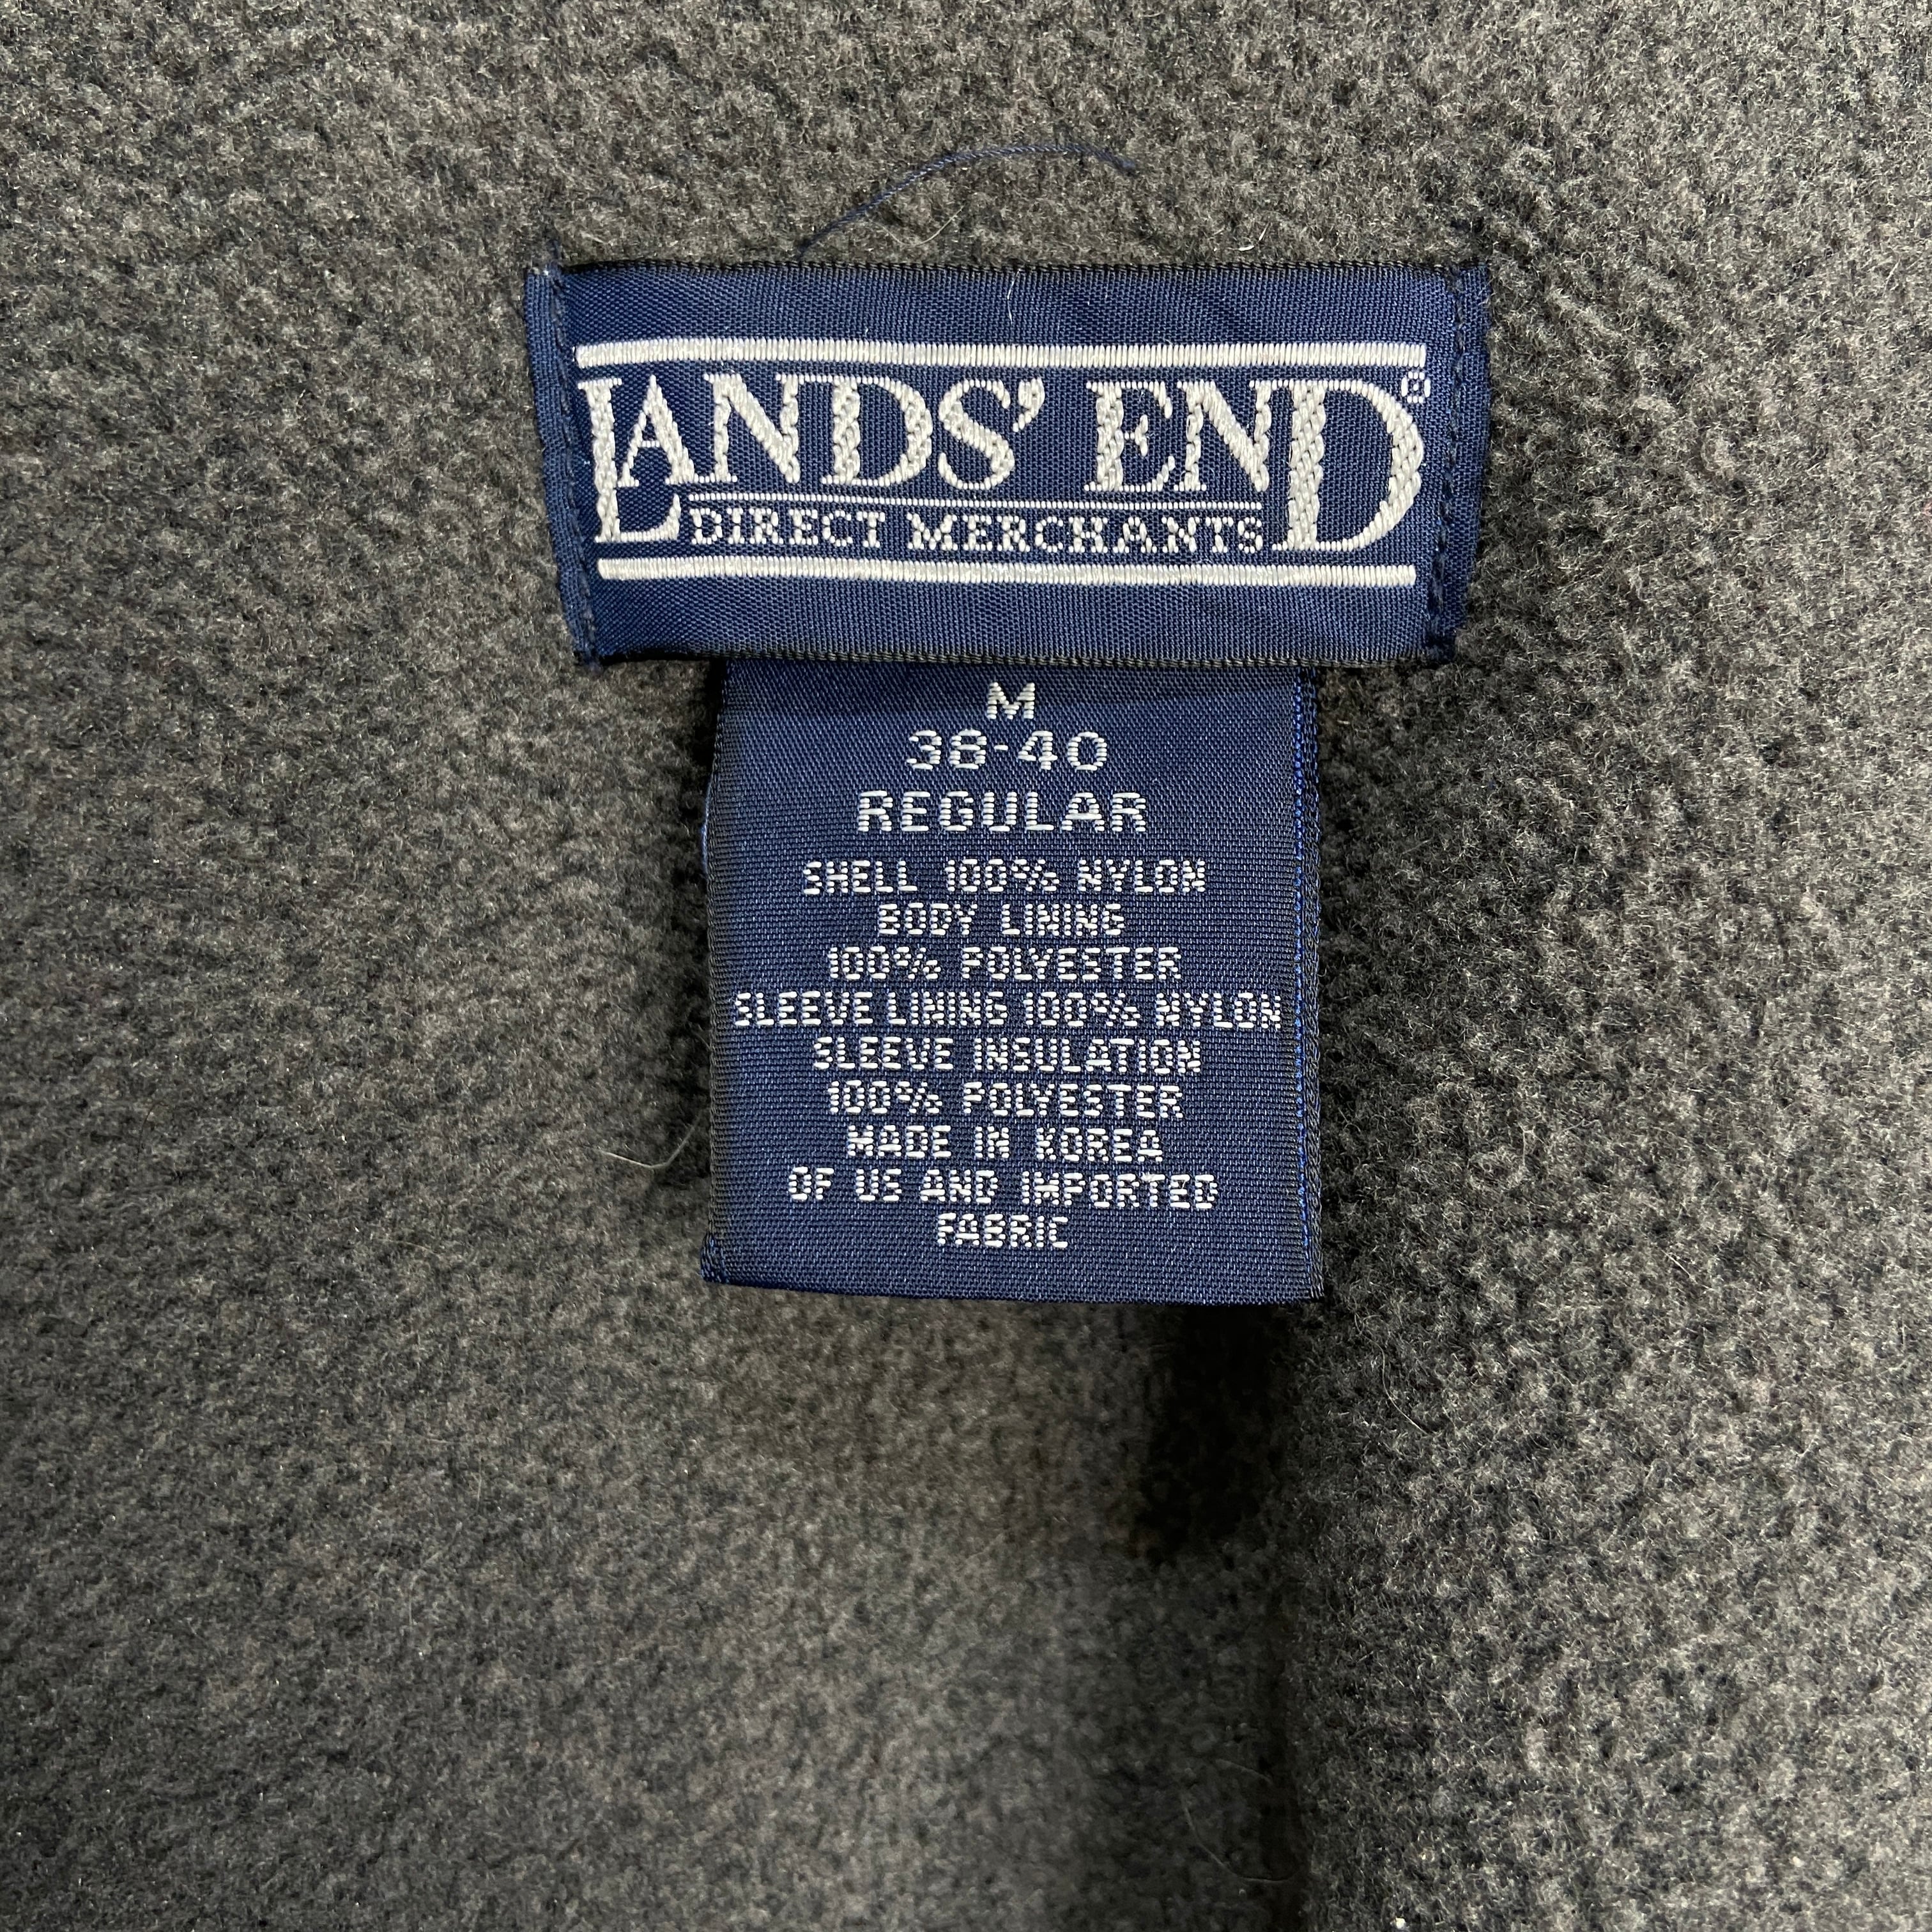 LANDS' END®
DIRECT MERCHANTS
M
38-40
REGULAR
SHELL 100% NYLON
BODY LINING
100% POLYESTER
SLEEVE LINING 100% NYLON
SLEEVE INSULATION
100% POLYESTER
MADE IN KOREA
OF US AND IMPORTED
FABRIC